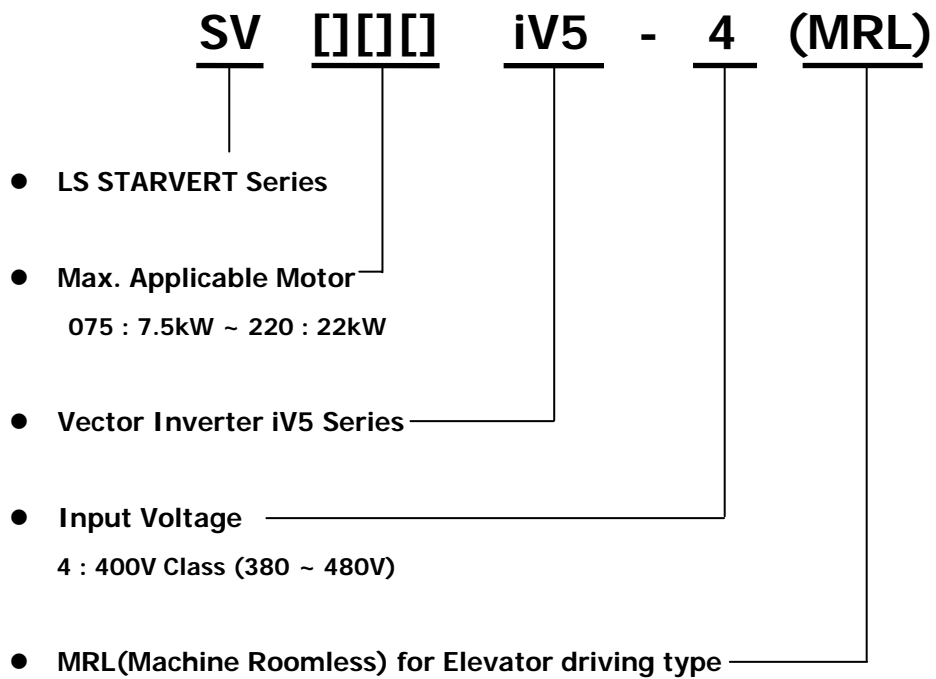 SV [][][] iV5 - 4 (MRL)
● LS STARVERT Series
● Max. Applicable Motor
075 : 7.5kW ~ 220 : 22kW
● Vector Inverter iV5 Series
● Input Voltage
4 : 400V Class (380 ~ 480V)
● MRL(Machine Roomless) for Elevator driving type